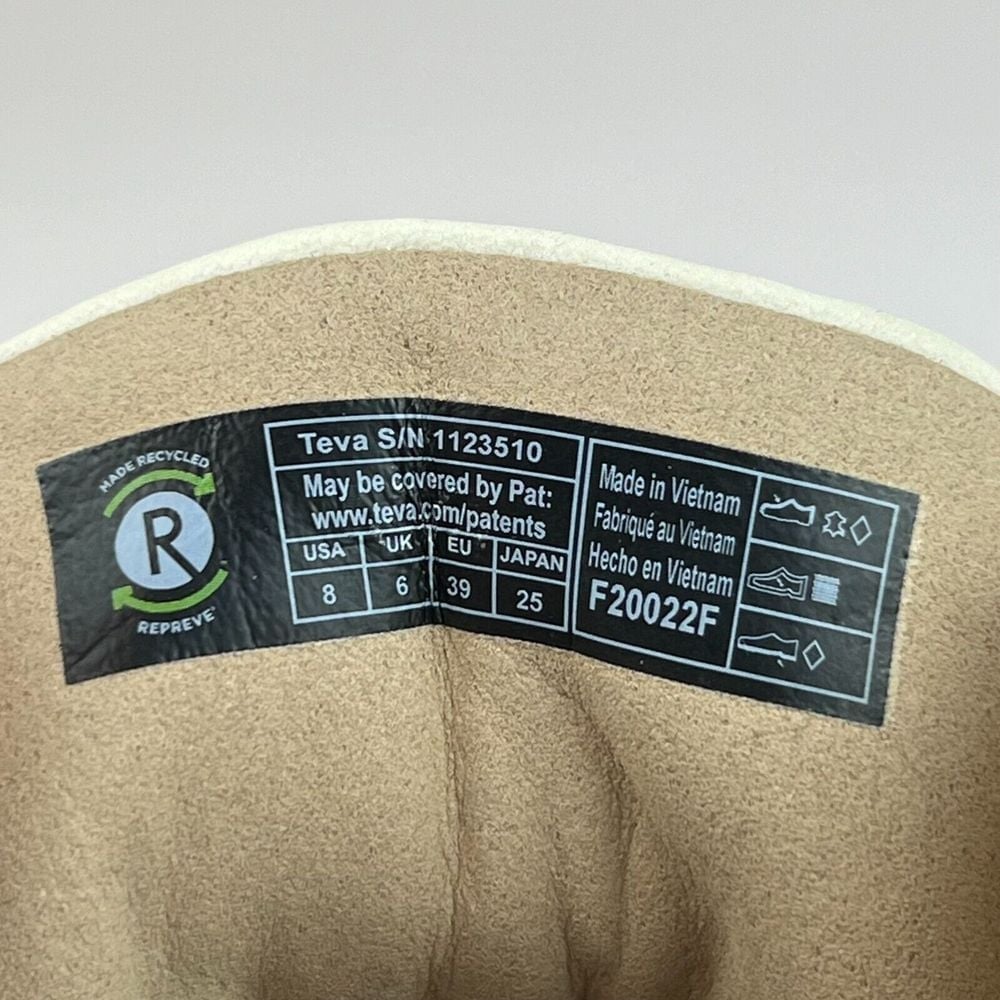 MADE RECYCLED
R
REPREVE®
Teva S/N 1123510
May be covered by Pat:
www.teva.com/patents
USA UK EU JAPAN
8 6 39 25
Made in Vietnam
Fabriqué au Vietnam
Hecho en Vietnam
F20022F